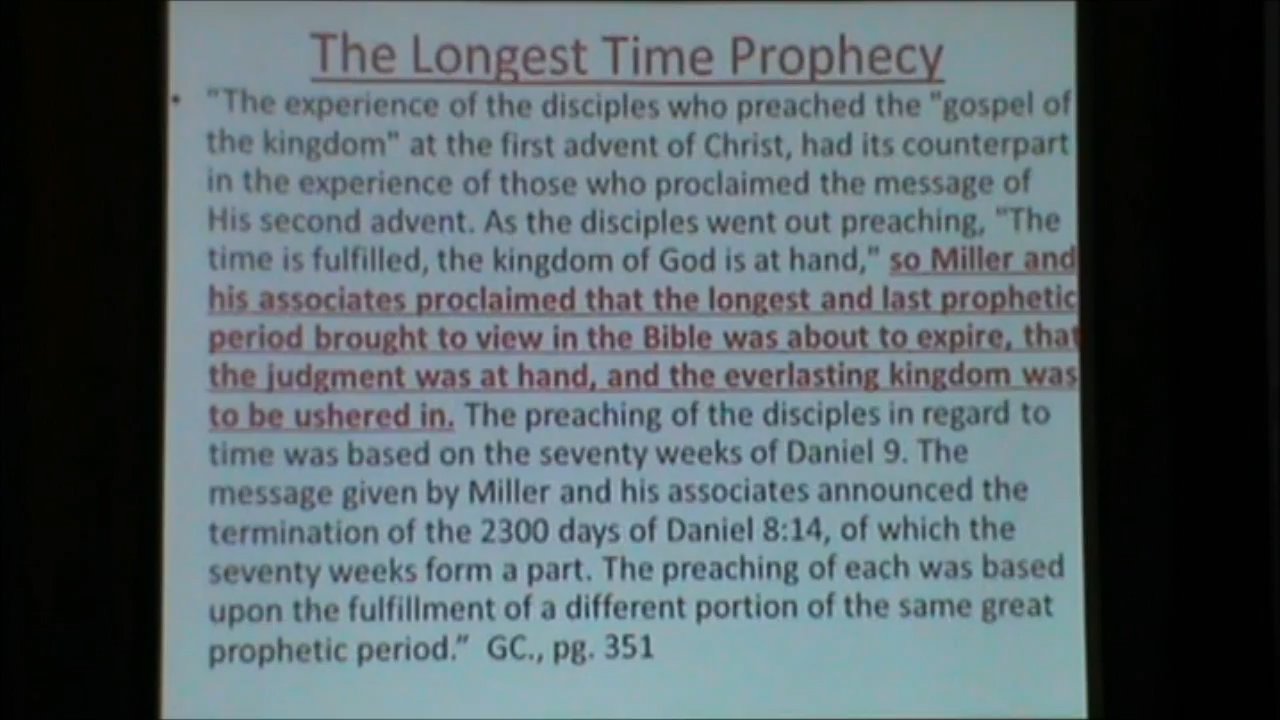 The Longest Time Prophecy
• "The experience of the disciples who preached the "gospel of
the kingdom" at the first advent of Christ, had its counterpart
in the experience of those who proclaimed the message of
His second advent. As the disciples went out preaching, "The
time is fulfilled, the kingdom of God is at hand," so Miller and
his associates proclaimed that the longest and last prophetic
period brought to view in the Bible was about to expire, that
the judgment was at hand, and the everlasting kingdom was
to be ushered in. The preaching of the disciples in regard to
time was based on the seventy weeks of Daniel 9. The
message given by Miller and his associates announced the
termination of the 2300 days of Daniel 8:14, of which the
seventy weeks form a part. The preaching of each was based
upon the fulfillment of a different portion of the same great
prophetic period.” GC., pg. 351